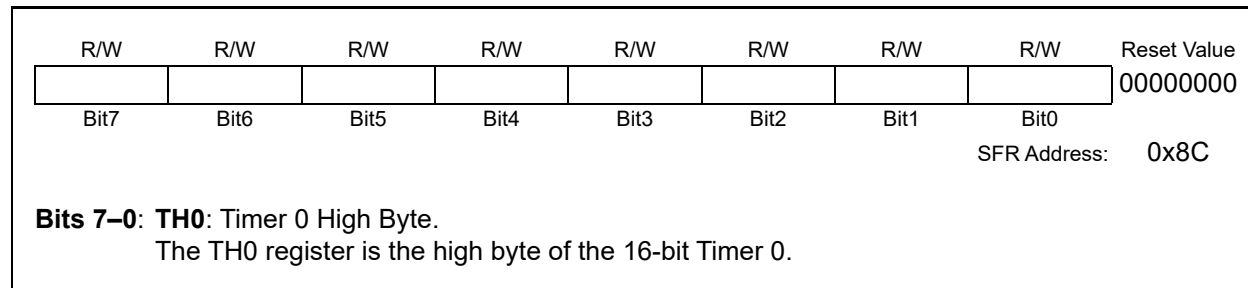 R/W R/W R/W R/W R/W R/W R/W R/W Reset Value
00000000
Bit7 Bit6 Bit5 Bit4 Bit3 Bit2 Bit1 Bit0
SFR Address: 0x8C
Bits 7–0: TH0: Timer 0 High Byte.
The TH0 register is the high byte of the 16-bit Timer 0.